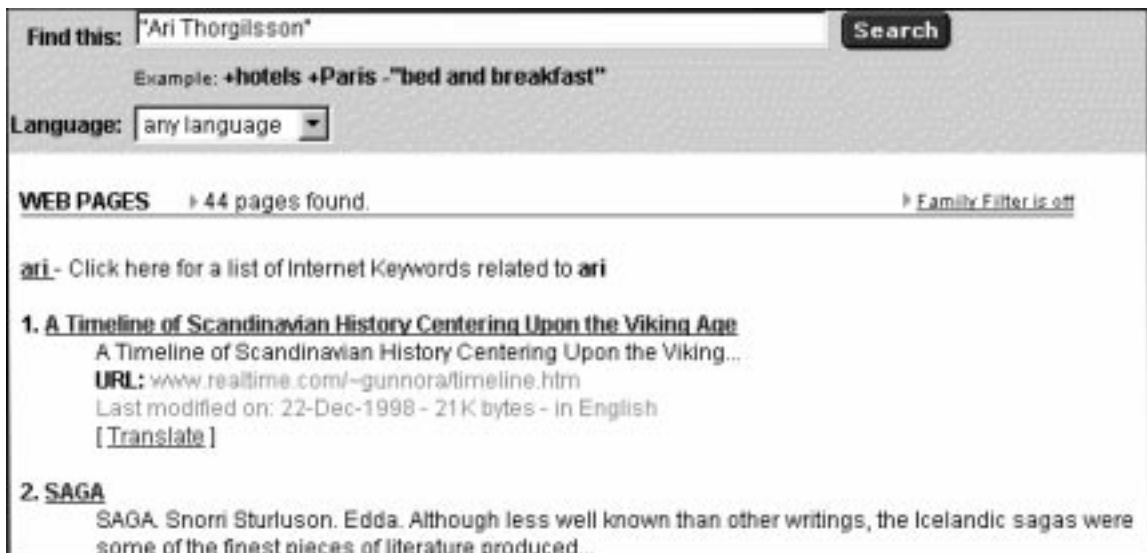 Find this: "Ari Thorgilsson" Search
Example: +hotels +Paris -"bed and breakfast"
Language: any language
WEB PAGES 44 pages found. Family Filter is off
ari - Click here for a list of Internet Keywords related to ari
1. A Timeline of Scandinavian History Centering Upon the Viking Age
A Timeline of Scandinavian History Centering Upon the Viking...
URL: www.realtime.com/~gunnora/timeline.htm
Last modified on: 22-Dec-1998 - 21K bytes - in English
[ Translate ]
2. SAGA
SAGA. Snorri Sturluson. Edda. Although less well known than other writings, the Icelandic sagas were
some of the finest pieces of literature produced...